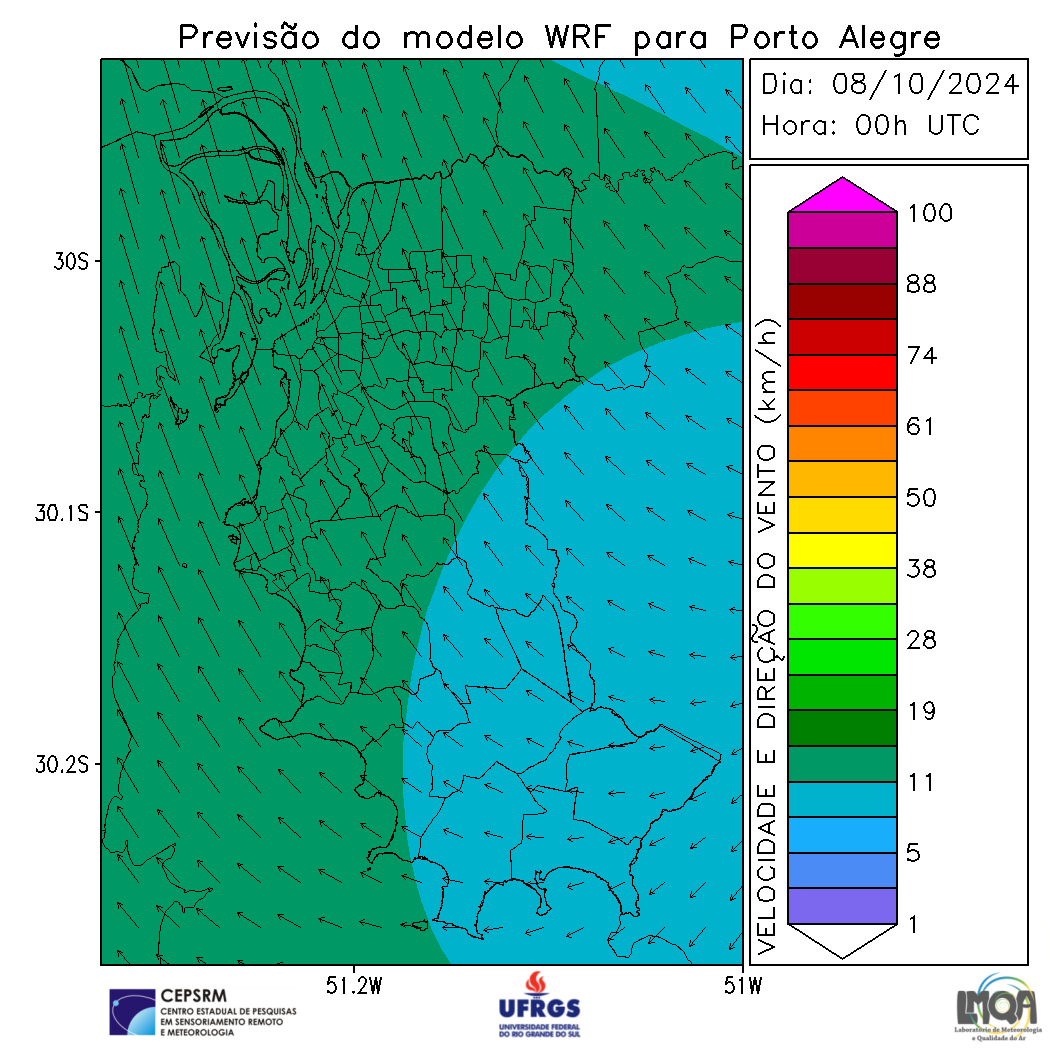 Previsão do modelo WRF para Porto Alegre
Dia: 08/10/2024
Hora: 00h UTC
30S
30.1S
30.2S
51.2W
51W
VELOCIDADE E DIREÇÃO DO VENTO (km/h)
100
88
74
61
50
38
28
19
11
5
1
CEPSRM
CENTRO ESTADUAL DE PESQUISAS
EM SENSORIAMENTO REMOTO
E METEOROLOGIA
UFRGS
UNIVERSIDADE FEDERAL
DO RIO GRANDE DO SUL
LMQA
Laboratório de Meteorologia
e Qualidade do Ar